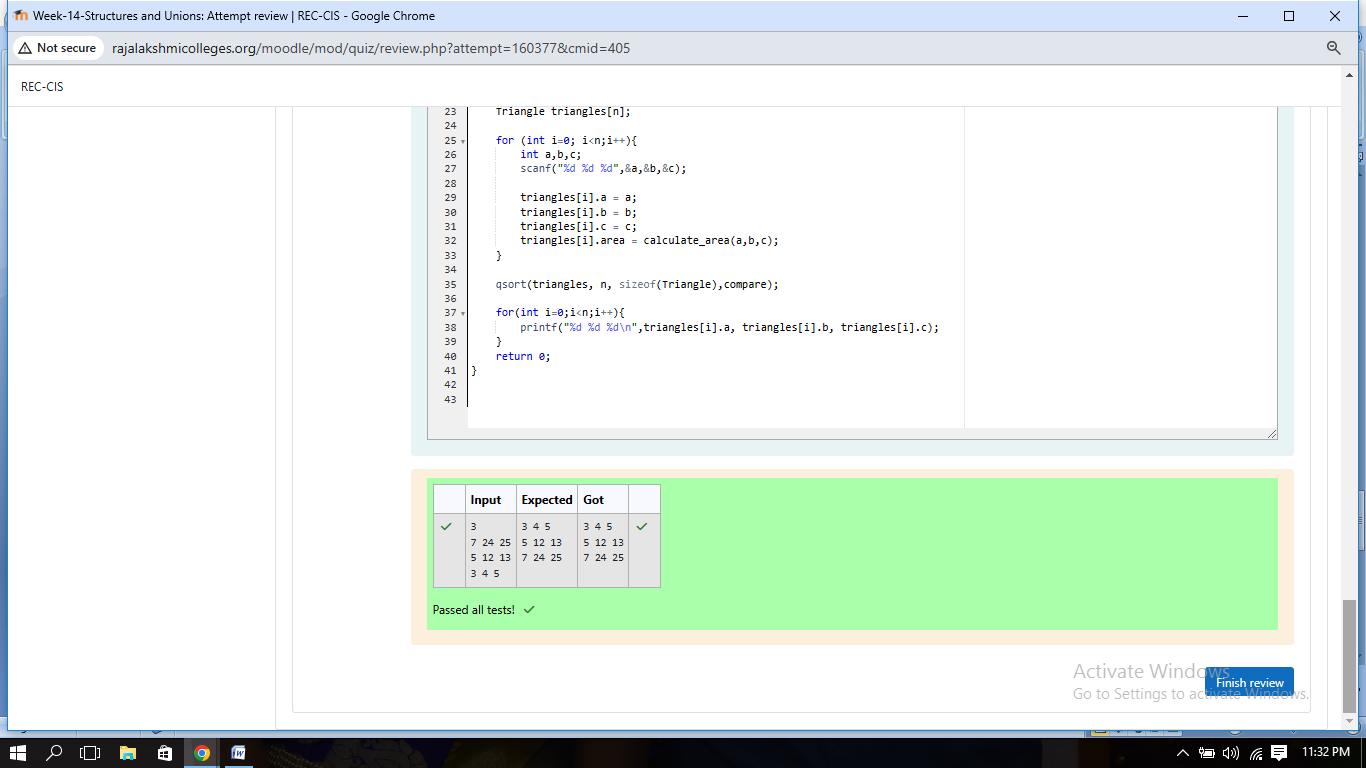 Week-14-Structures and Unions: Attempt review | REC-CIS - Google Chrome
Not secure rajalakshmicolleges.org/moodle/mod/quiz/review.php?attempt=160377&cmid=405
REC-CIS
23 Triangle triangles[n];
24
25 for (int i=0; i<n;i++){
26 int a,b,c;
27 scanf("%d %d %d",&a,&b,&c);
28
29 triangles[i].a = a;
30 triangles[i].b = b;
31 triangles[i].c = c;
32 triangles[i].area = calculate_area(a,b,c);
33 }
34
35 qsort(triangles, n, sizeof(Triangle),compare);
36
37 for(int i=0;i<n;i++){
38 printf("%d %d %d\n",triangles[i].a, triangles[i].b, triangles[i].c);
39 }
40 return 0;
41 }
42
43
Input Expected Got
3 3 4 5 3 4 5
7 24 25 5 12 13 5 12 13
5 12 13 7 24 25 7 24 25
3 4 5
Passed all tests!
Activate Windows
Finish review
Go to Settings to activate Windows.
11:32 PM